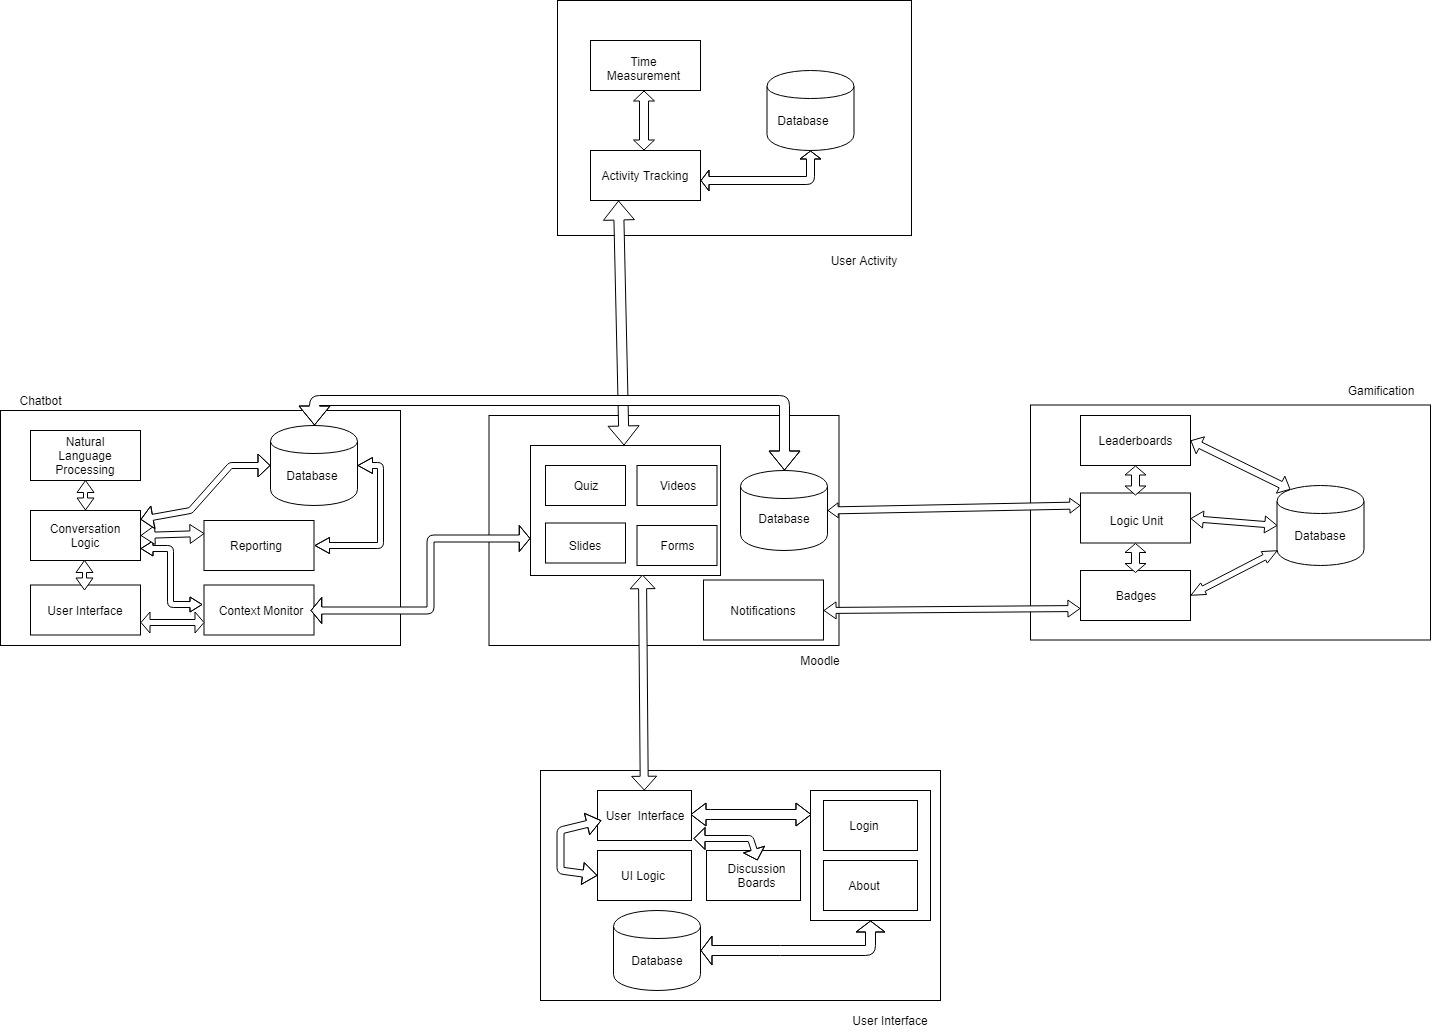 Time
Measurement
Database
Activity Tracking
User Activity
Chatbot
Natural
Language
Processing
Database
Conversation
Logic
Reporting
User Interface
Context Monitor
Quiz
Videos
Slides
Forms
Database
Notifications
Moodle
Gamification
Leaderboards
Logic Unit
Database
Badges
User  Interface
Login
UI Logic
Discussion
Boards
About
Database
User Interface